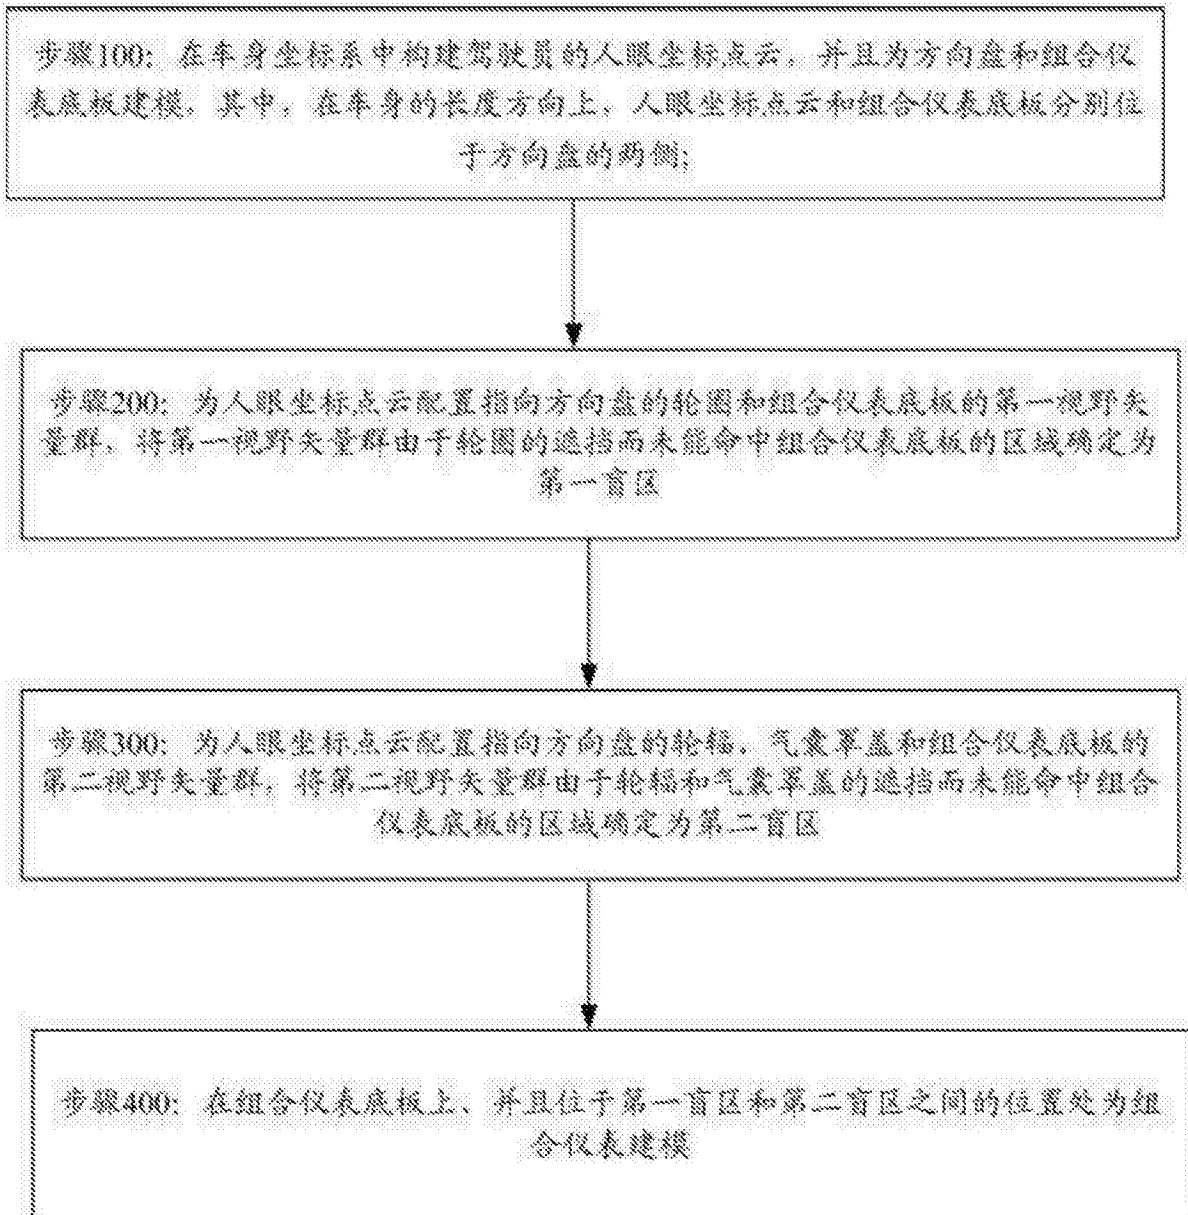 步骤100：在车身坐标系中构建驾驶员的人眼坐标点云，并且为方向盘和组合仪
表底板建模，其中，在车身的长度方向上，人眼坐标点云和组合仪表底板分别位
于方向盘的两侧；
步骤200：为人眼坐标点云配置指向方向盘的轮圈和组合仪表底板的第一视野矢
量群，将第一视野矢量群由于轮圈的遮挡而未能命中组合仪表底板的区域确定为
第一盲区
步骤300：为人眼坐标点云配置指向方向盘的轮辐、气囊罩盖和组合仪表底板的
第二视野矢量群，将第二视野矢量群由于轮辐和气囊罩盖的遮挡而未能命中组合
仪表底板的区域确定为第二盲区
步骤400：在组合仪表底板上、并且位于第一盲区和第二盲区之间的位置处为组
合仪表建模